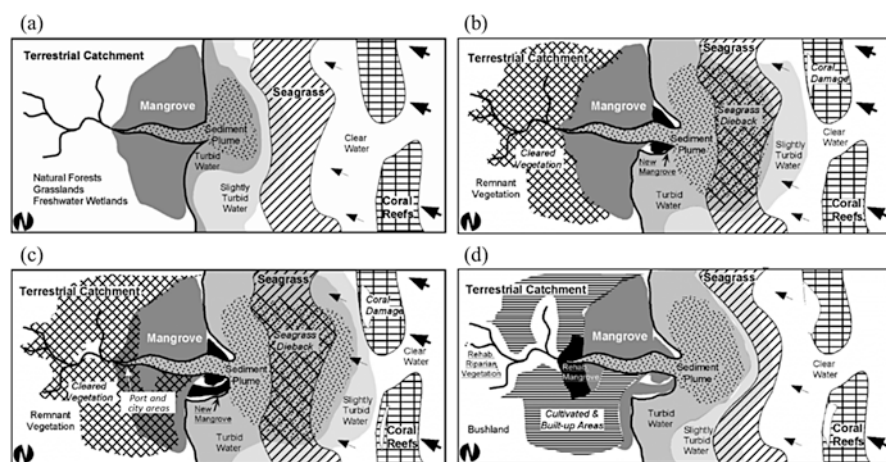 (a)
Terrestrial Catchment
Mangrove
Seagrass
Sediment
Plume
Turbid
Water
Clear
Water
Natural Forests
Grasslands
Freshwater Wetlands
Slightly
Turbid
Water
Coral
Reefs
N
(b)
Terrestrial Catchment
Seagrass
Coral
Damage
Mangrove
Seagrass
Dieback
Sediment
Plume
Clear
Water
Cleared
Vegetation
New
Mangrove
Slightly
Turbid
Water
Remnant
Vegetation
Turbid
Water
Coral
Reefs
N
(c)
Terrestrial Catchment
Seagrass
Coral
Damage
Mangrove
Seagrass
Dieback
Sediment
Plume
Clear
Water
Cleared
Vegetation
Port and
city areas
New
Mangrove
Slightly
Turbid
Water
Remnant
Vegetation
Turbid
Water
Coral
Reefs
N
(d)
Terrestrial Catchment
Seagrass
Mangrove
Rehab
Riparian
Vegetation
Rehab
Mangrove
Sediment
Plume
Clear
Water
Cultivated &
Built-up Areas
Turbid
Water
Bushland
Slightly
Turbid
Water
Coral
Reefs
N